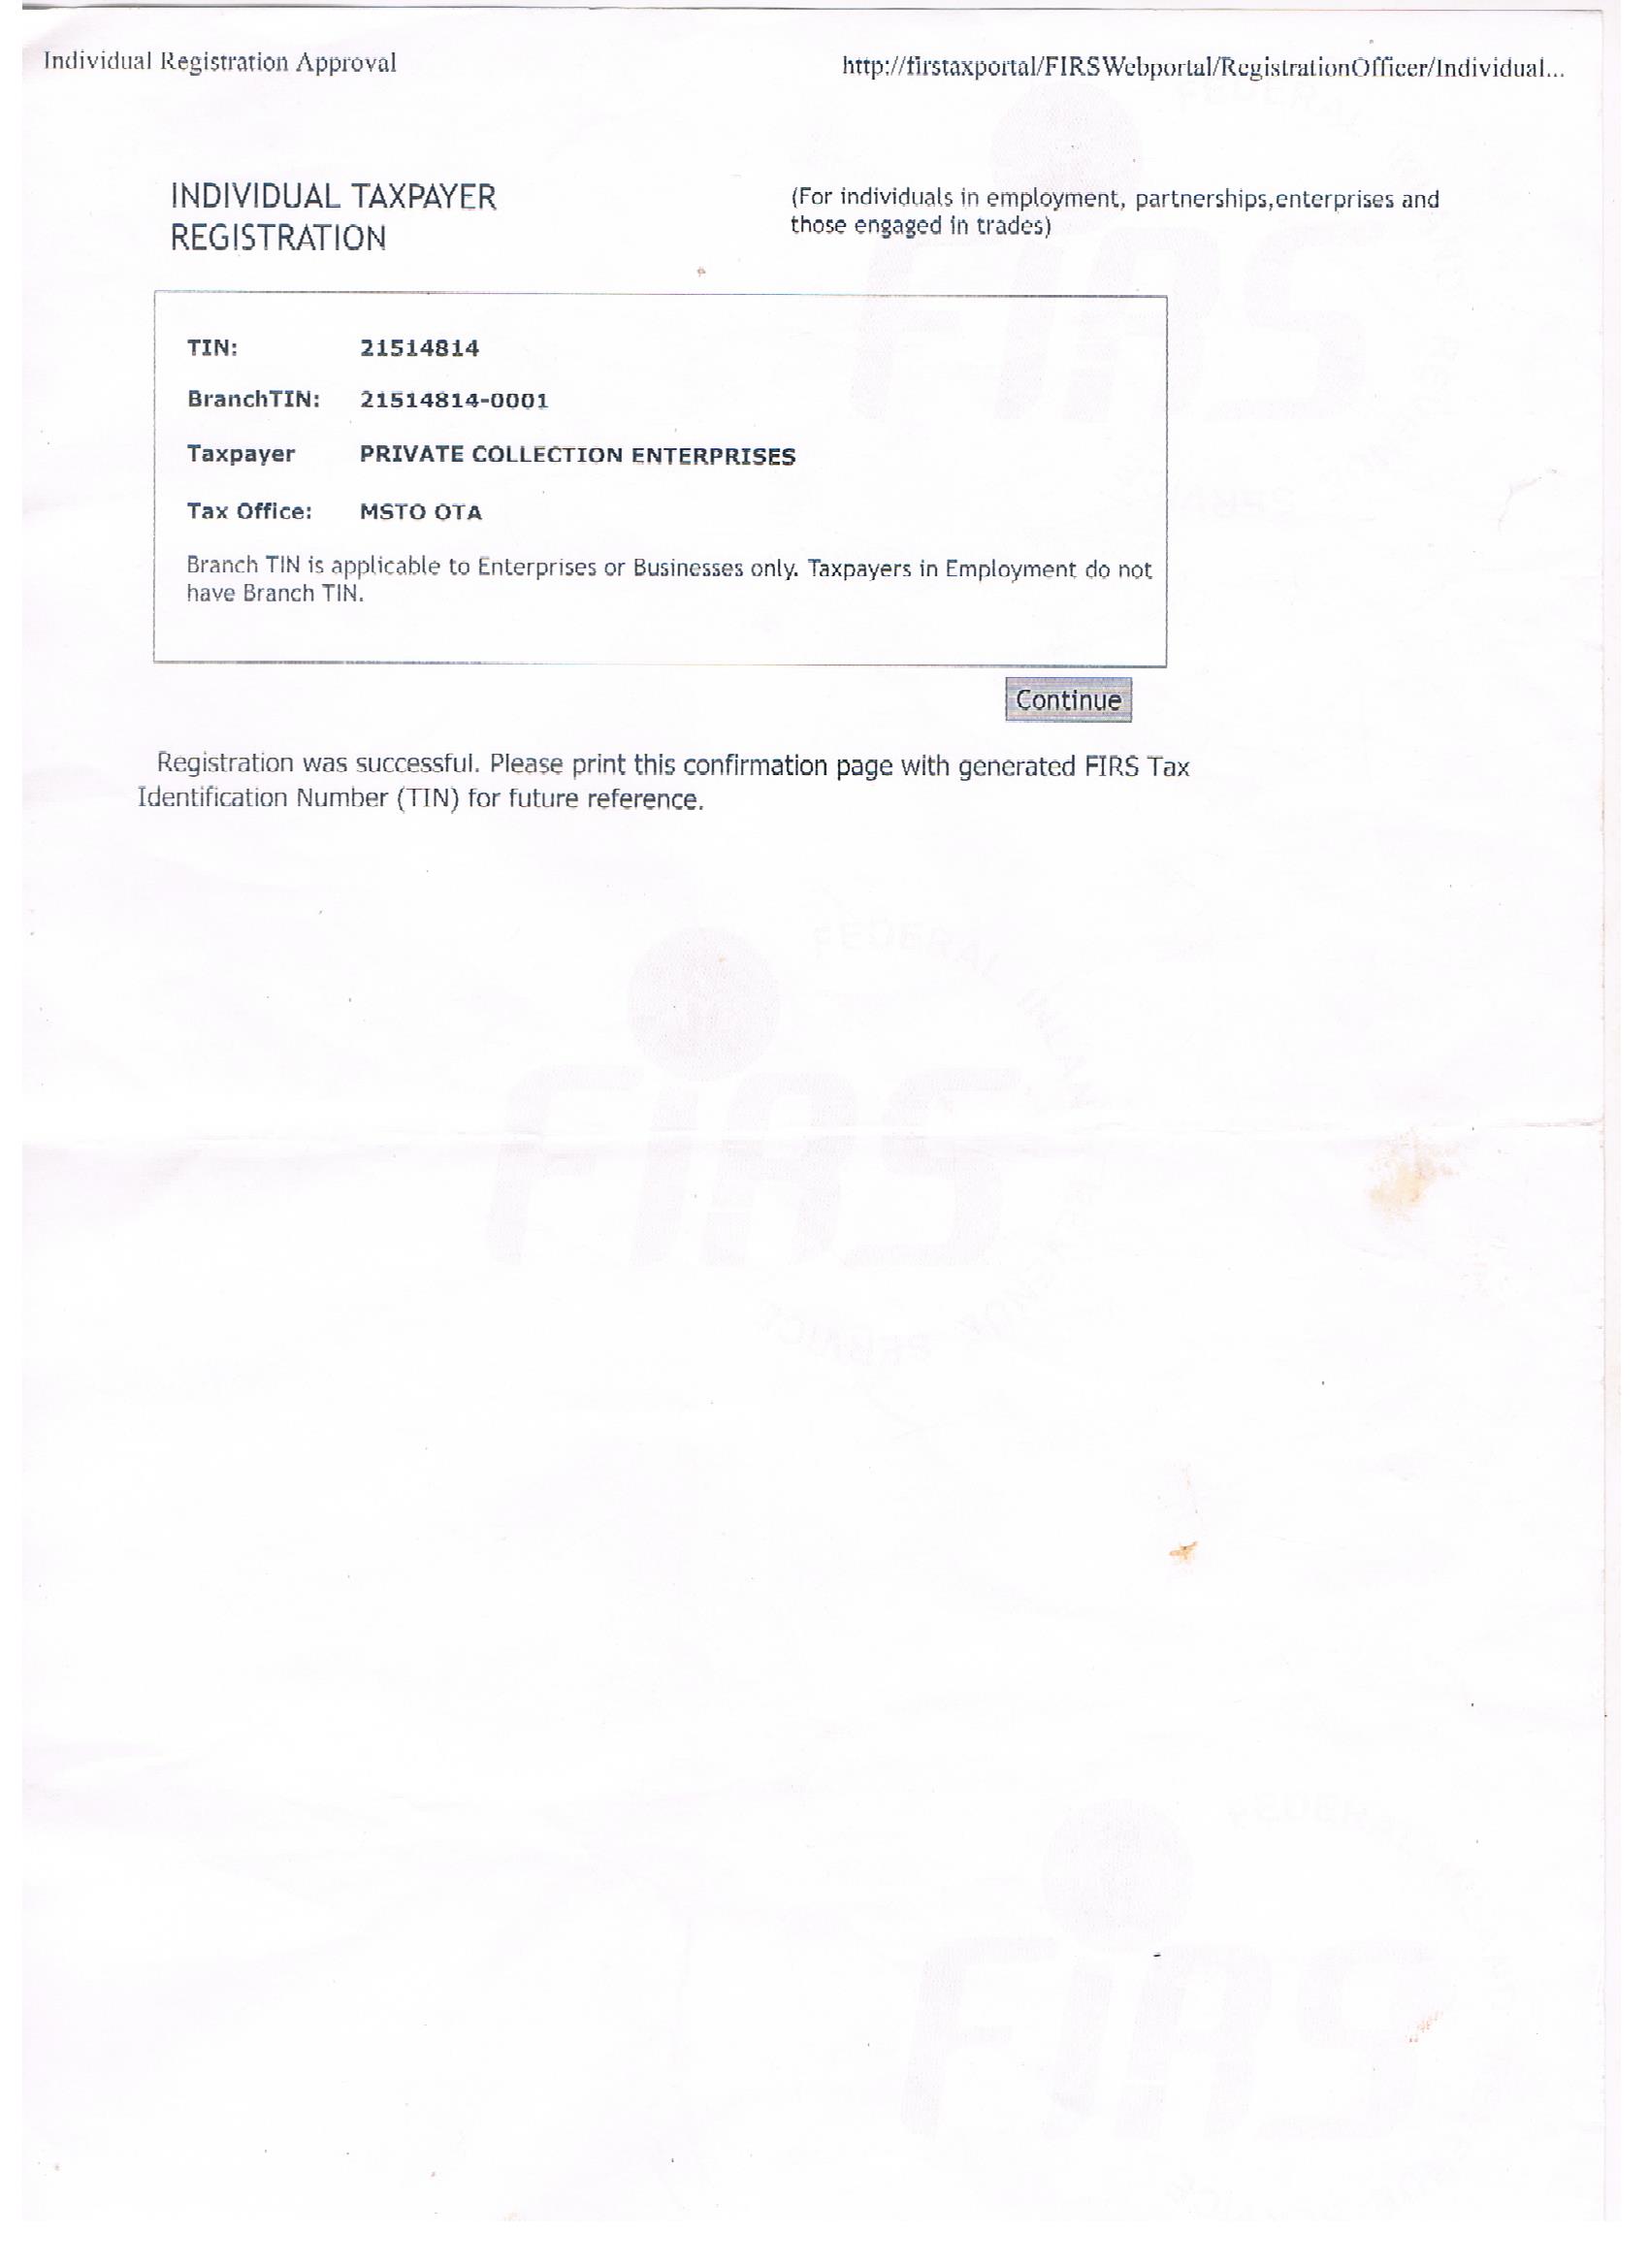 Individual Registration Approval
http://firstaxportal/FIRSWebportal/RegistrationOfficer/Individual...
INDIVIDUAL TAXPAYER
REGISTRATION
(For individuals in employment, partnerships,enterprises and
those engaged in trades)
TIN: 21514814
BranchTIN: 21514814-0001
Taxpayer PRIVATE COLLECTION ENTERPRISES
Tax Office: MSTO OTA
Branch TIN is applicable to Enterprises or Businesses only. Taxpayers in Employment do not
have Branch TIN.
Continue
Registration was successful. Please print this confirmation page with generated FIRS Tax
Identification Number (TIN) for future reference.
FIRS
FIRS
FIRS